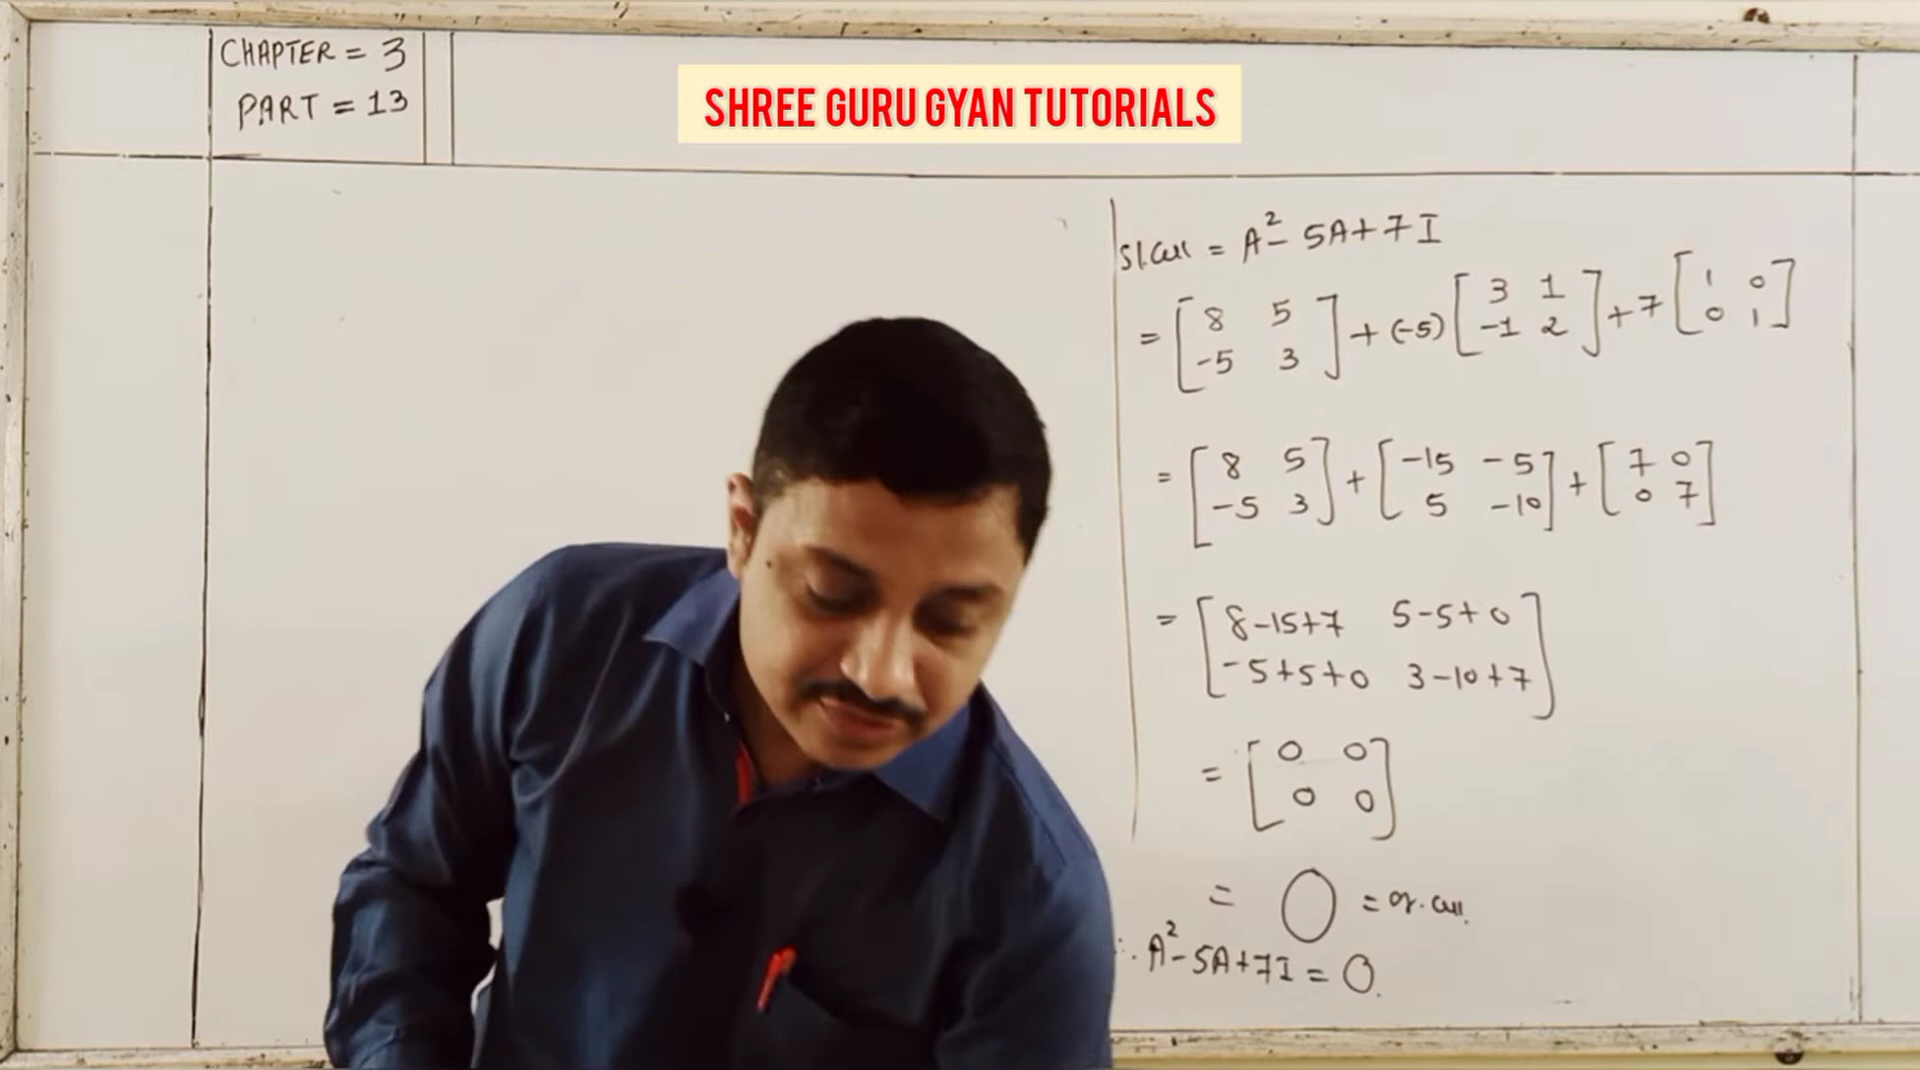 CHAPTER = 3
PART = 13
SHREE GURU GYAN TUTORIALS
= A² - 5A + 7I
= [8 5; -5 3] + (-5) [3 1; -1 2] + 7 [1 0; 0 1]
= [8 5; -5 3] + [-15 -5; 5 -10] + [7 0; 0 7]
= [8-15+7 5-5+0; -5+5+0 3-10+7]
= [0 0; 0 0]
= O =
∴ A² - 5A + 7I = O.